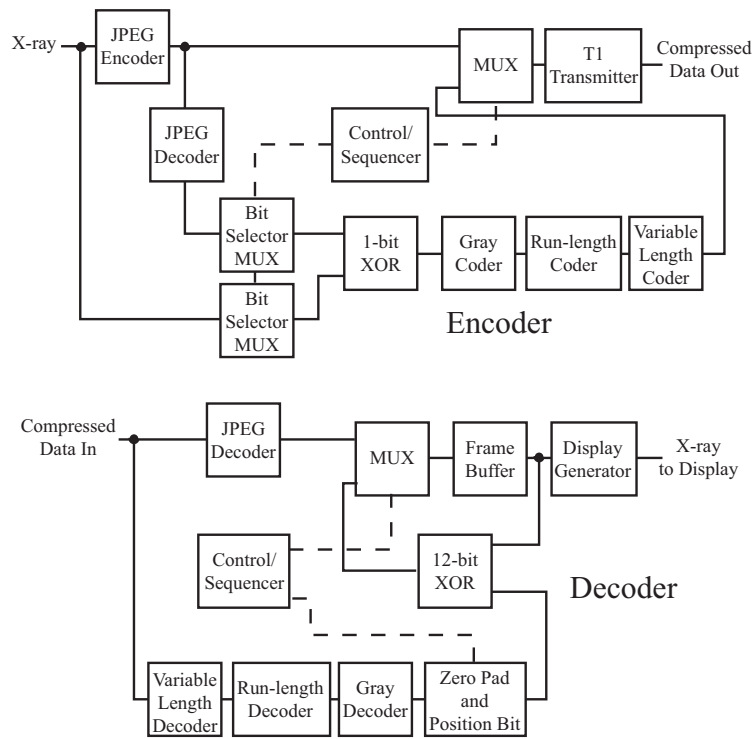 X-ray
JPEG
Encoder
MUX
T1
Transmitter
Compressed
Data Out
JPEG
Decoder
Control/
Sequencer
Bit
Selector
MUX
1-bit
XOR
Gray
Coder
Run-length
Coder
Variable
Length
Coder
Bit
Selector
MUX
Encoder
Compressed
Data In
JPEG
Decoder
MUX
Frame
Buffer
Display
Generator
X-ray
to Display
Control/
Sequencer
12-bit
XOR
Decoder
Variable
Length
Decoder
Run-length
Decoder
Gray
Decoder
Zero Pad
and
Position Bit